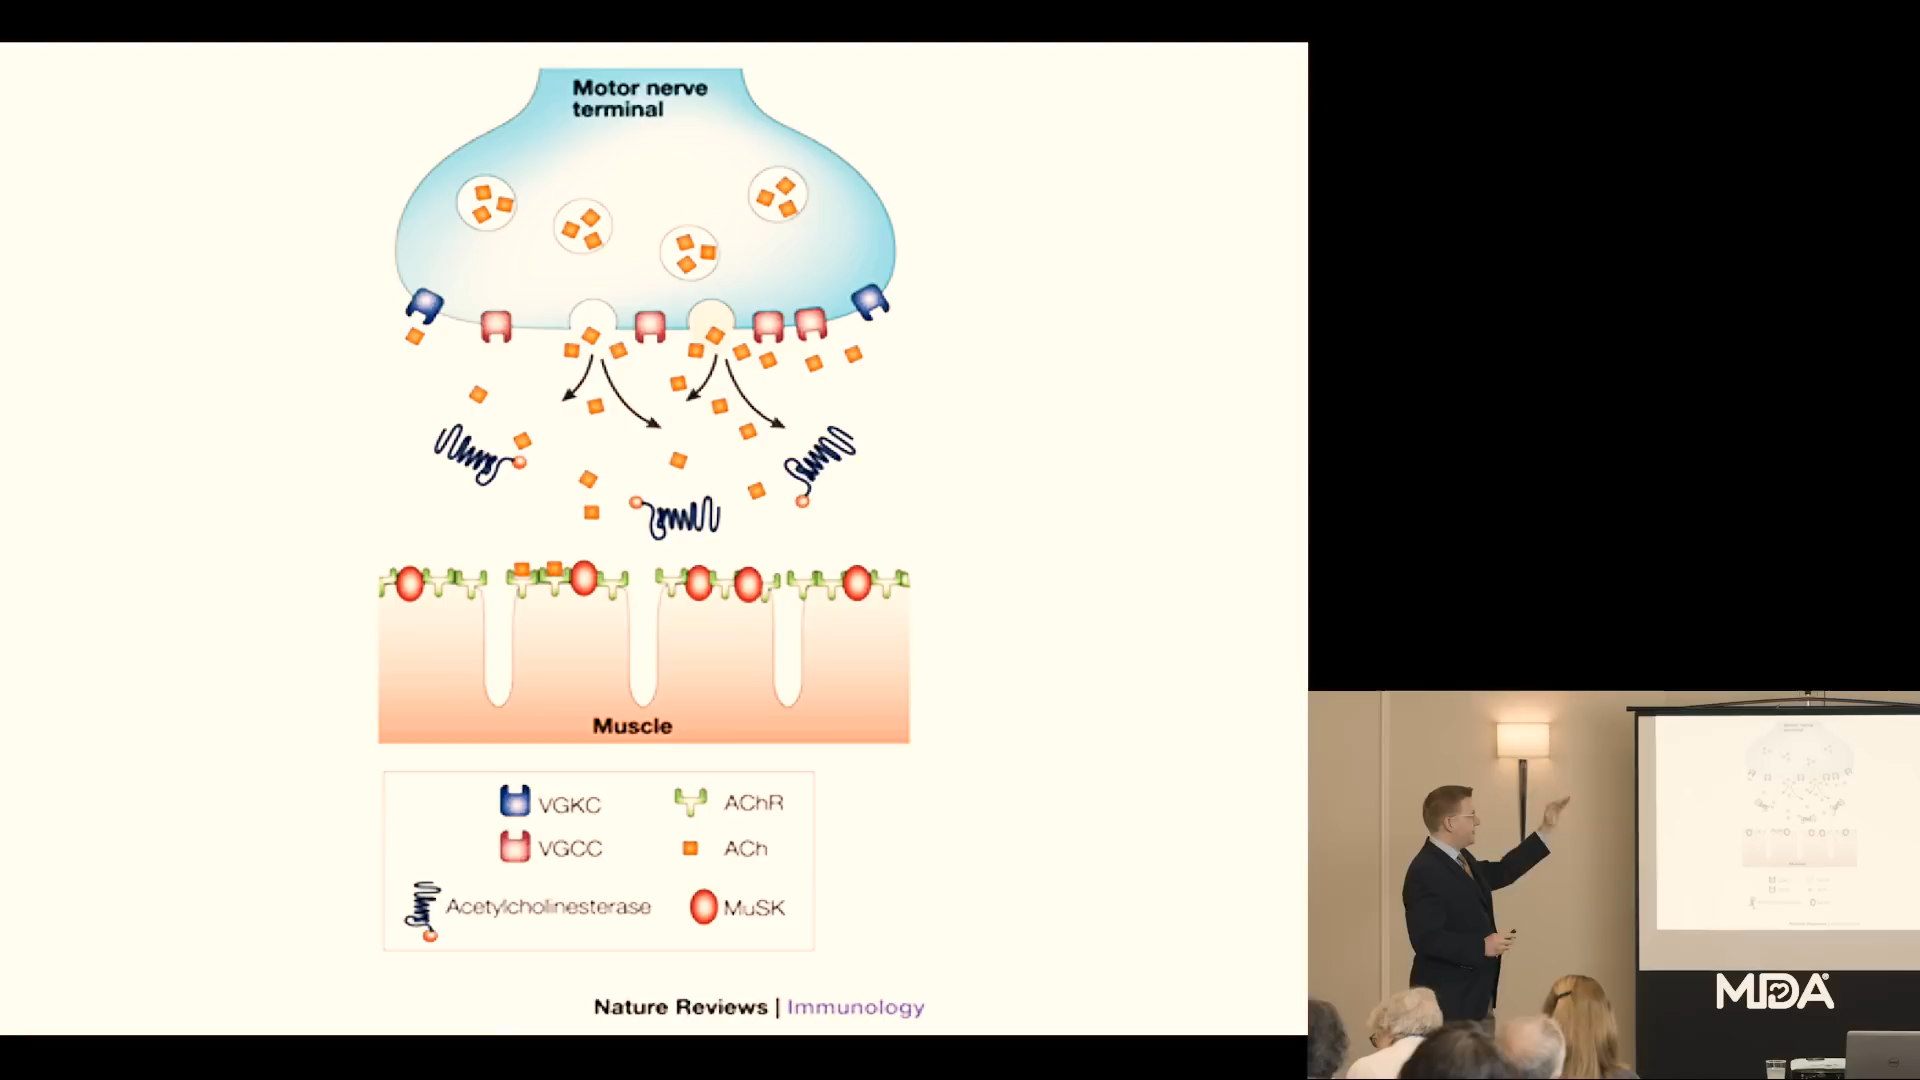 Motor nerve
terminal
Muscle
VGKC
AChR
VGCC
ACh
Acetylcholinesterase
MuSK
Nature Reviews | Immunology
MDA